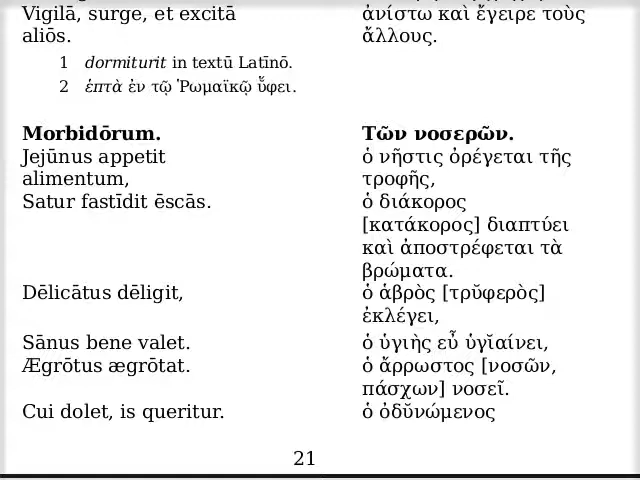 Vigilā, surge, et excitā
aliōs.
ἀνίστω καὶ ἔγειρε τοὺς
ἄλλους.
1 dormiturit in textū Latīnō.
2 ἑπτὰ ἐν τῷ Ῥωμαϊκῷ ὕφει.
Morbidōrum.
Τῶν νοσερῶν.
Jejūnus appetit
alimentum,
ὁ νῆστις ὀρέγεται τῆς
τροφῆς,
Satur fastīdit ēscās.
ὁ διάκορος
[κατάκορος] διαπτύει
καὶ ἀποστρέφεται τὰ
βρώματα.
Dēlicātus dēligit,
ὁ ἁβρὸς [τρῠφερὸς]
ἐκλέγει,
Sānus bene valet.
ὁ ὑγιὴς εὖ ὑγῐαίνει,
Ægrōtus ægrōtat.
ὁ ἄρρωστος [νοσῶν,
πάσχων] νοσεῖ.
Cui dolet, is queritur.
ὁ ὀδῠνώμενος
21